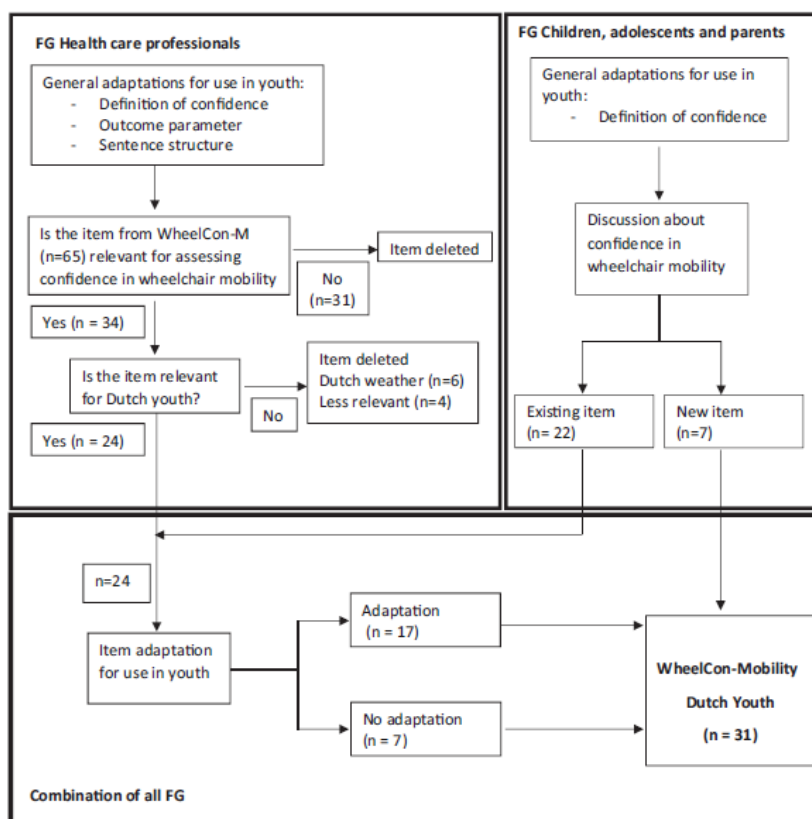 FG Health care professionals
General adaptations for use in youth:
- Definition of confidence
- Outcome parameter
- Sentence structure
Is the item from WheelCon-M
(n=65) relevant for assessing
confidence in wheelchair mobility
Item deleted
No
(n=31)
Yes (n = 34)
Is the item relevant
for Dutch youth?
No
Item deleted
Dutch weather (n=6)
Less relevant (n=4)
Yes (n = 24)
FG Children, adolescents and parents
General adaptations for use in
youth:
- Definition of confidence
Discussion about
confidence in
wheelchair mobility
Existing item
(n= 22)
New item
(n=7)
n=24
Item adaptation
for use in youth
Adaptation
(n = 17)
No adaptation
(n = 7)
WheelCon-Mobility
Dutch Youth
(n = 31)
Combination of all FG